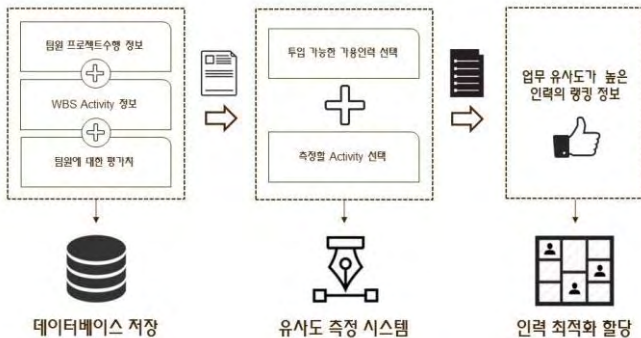 팀원 프로젝트수행 정보
WBS Activity 정보
팀원에 대한 평가치
데이터베이스 저장
투입 가능한 가용인력 선택
측정할 Activity 선택
유사도 측정 시스템
업무 유사도가 높은
인력의 랭킹 정보
인력 최적화 할당